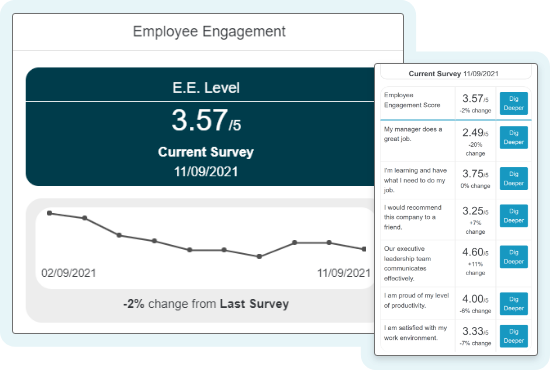 Employee Engagement
E.E. Level
3.57/5
Current Survey
11/09/2021
02/09/2021
11/09/2021
-2% change from Last Survey
Current Survey 11/09/2021
Employee
Engagement Score
3.57/5
-2% change
Dig
Deeper
My manager does a
great job.
2.49/5
-20%
change
Dig
Deeper
I'm learning and have
what I need to do my
job.
3.75/5
0% change
Dig
Deeper
I would recommend
this company to a
friend.
3.25/5
+7%
change
Dig
Deeper
Our executive
leadership team
communicates
effectively.
4.60/5
+11%
change
Dig
Deeper
I am proud of my level
of productivity.
4.00/5
-6% change
Dig
Deeper
I am satisfied with my
work environment.
3.33/5
-7% change
Dig
Deeper